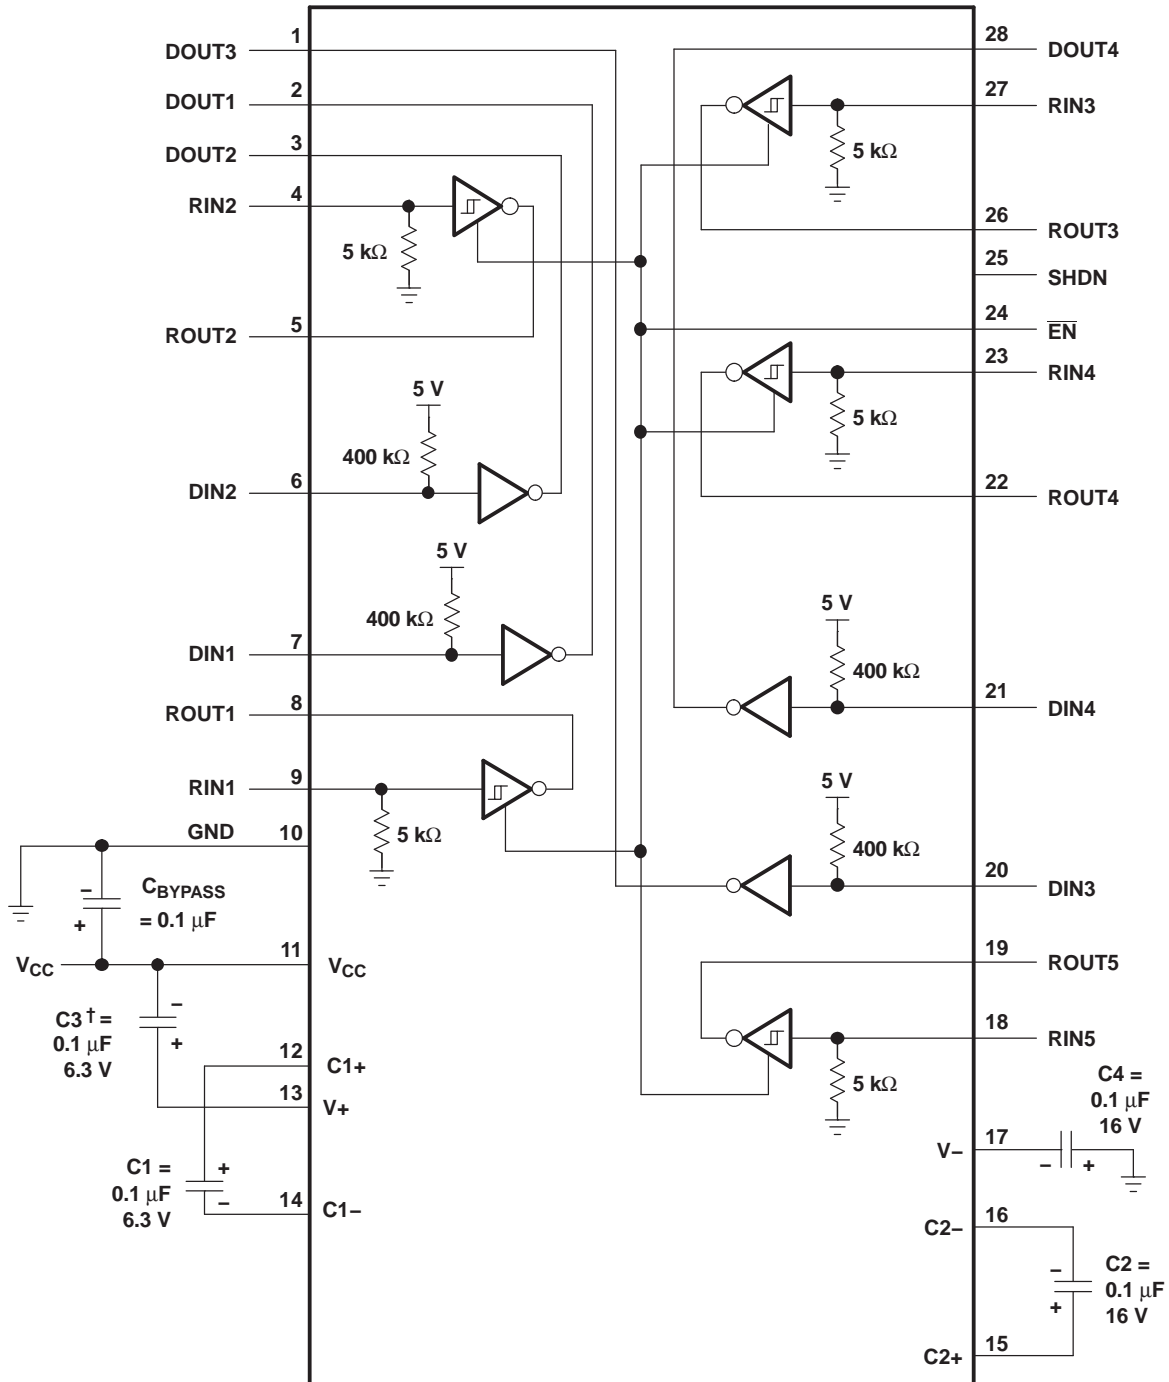 1
DOUT3
2
DOUT1
3
DOUT2
4
RIN2
5 kΩ
5
ROUT2
5 V
400 kΩ
6
DIN2
5 V
400 kΩ
7
DIN1
8
ROUT1
9
RIN1
5 kΩ
GND
10
–
+
CBYPASS
= 0.1 μF
11
VCC
VCC
C3† =
0.1 μF
6.3 V
–
+
12
C1+
13
V+
C1 =
0.1 μF
6.3 V
+
–
14
C1–
28
DOUT4
27
RIN3
5 kΩ
26
ROUT3
25
SHDN
24
E̅N̅
23
RIN4
5 kΩ
22
ROUT4
5 V
400 kΩ
21
DIN4
5 V
400 kΩ
20
DIN3
19
ROUT5
18
RIN5
5 kΩ
C4 =
0.1 μF
16 V
17
V–
– +
16
C2–
–
+
C2 =
0.1 μF
16 V
15
C2+